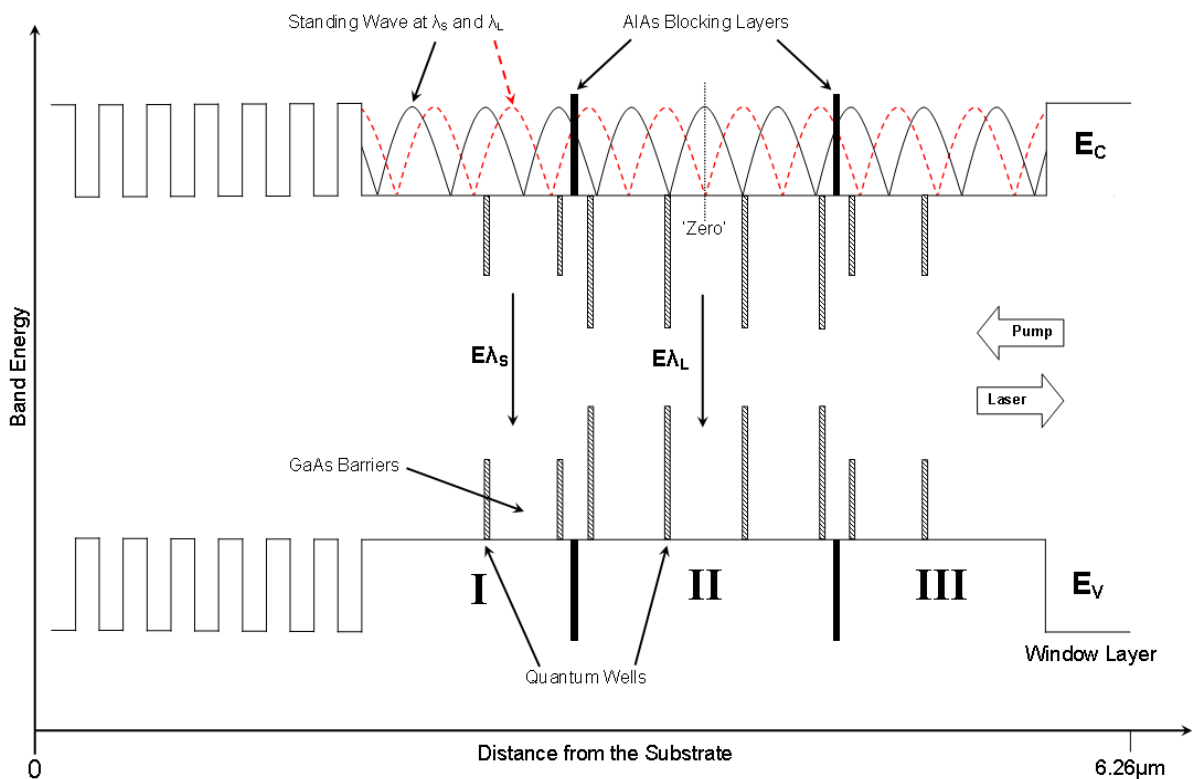 Standing Wave at λS and λL
AlAs Blocking Layers
EC
'Zero'
Pump
EλS
EλL
Laser
Band Energy
GaAs Barriers
I
II
III
EV
Window Layer
Quantum Wells
Distance from the Substrate
0
6.26µm